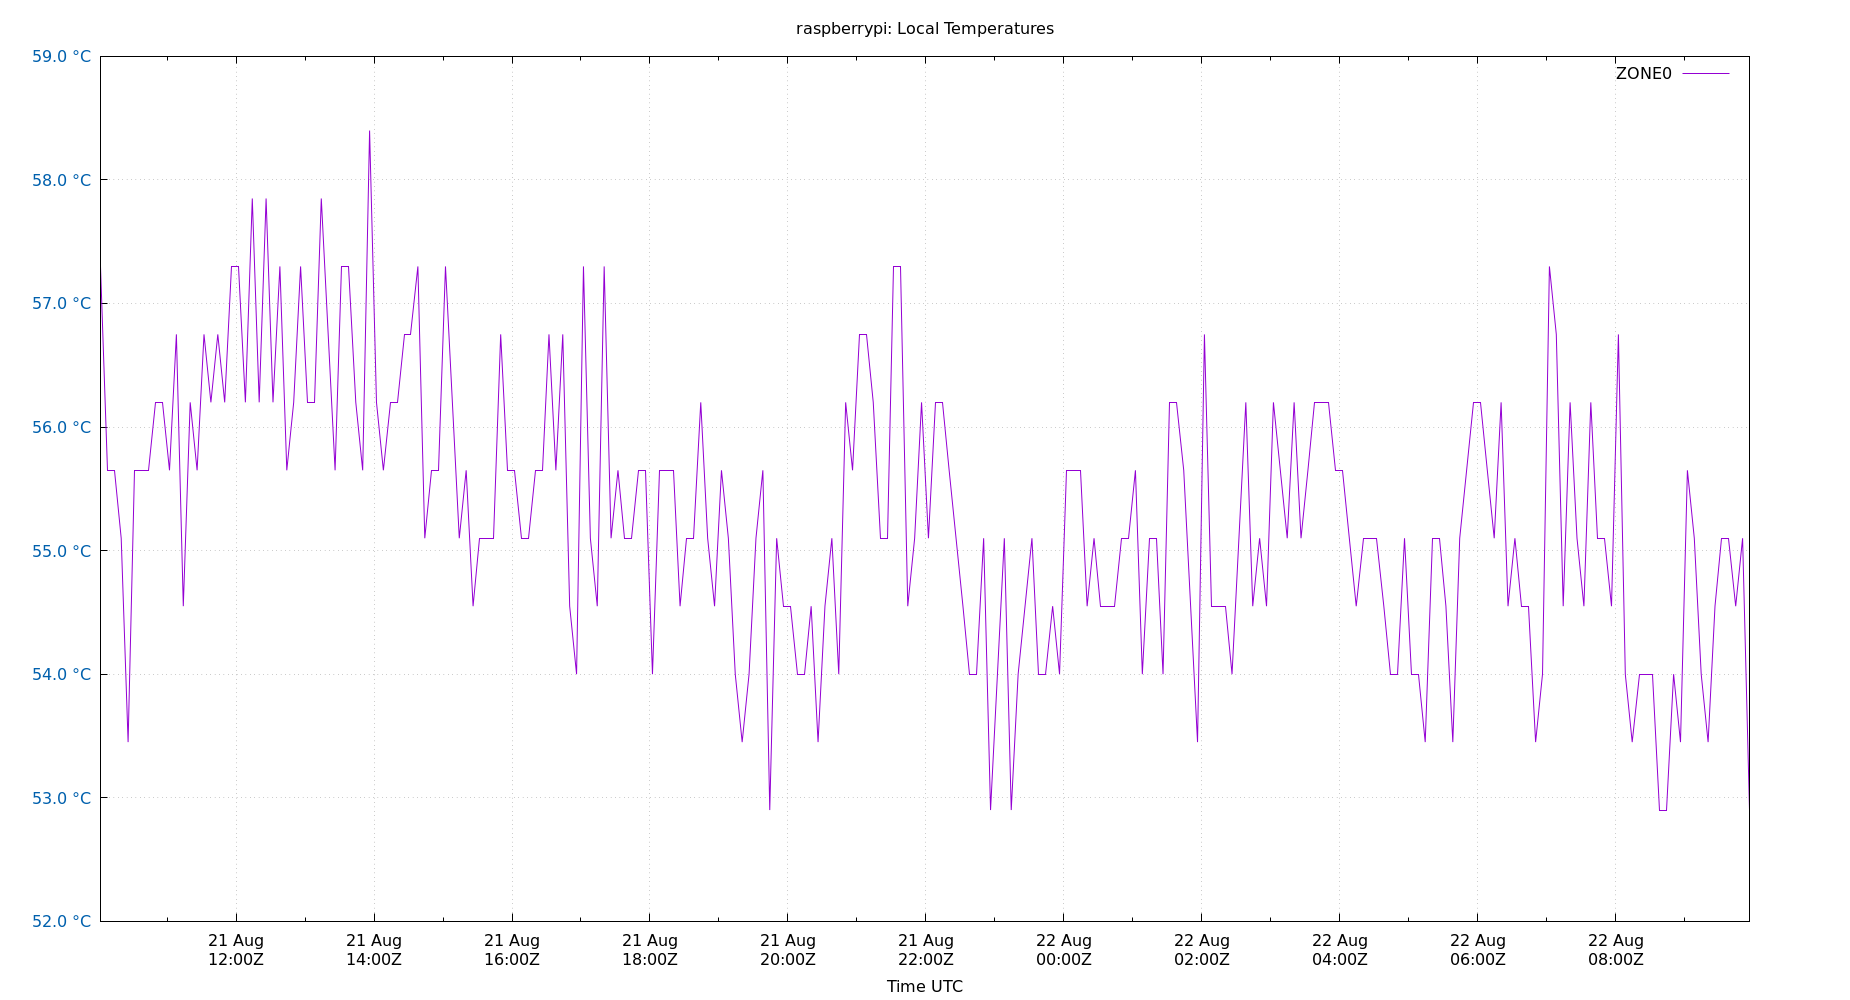 raspberrypi: Local Temperatures
59.0 °C
ZONE0
58.0 °C
57.0 °C
56.0 °C
55.0 °C
54.0 °C
53.0 °C
52.0 °C
21 Aug 21 Aug 21 Aug 21 Aug 21 Aug 21 Aug 22 Aug 22 Aug 22 Aug 22 Aug 22 Aug
12:00Z 14:00Z 16:00Z 18:00Z 20:00Z 22:00Z 00:00Z 02:00Z 04:00Z 06:00Z 08:00Z
Time UTC